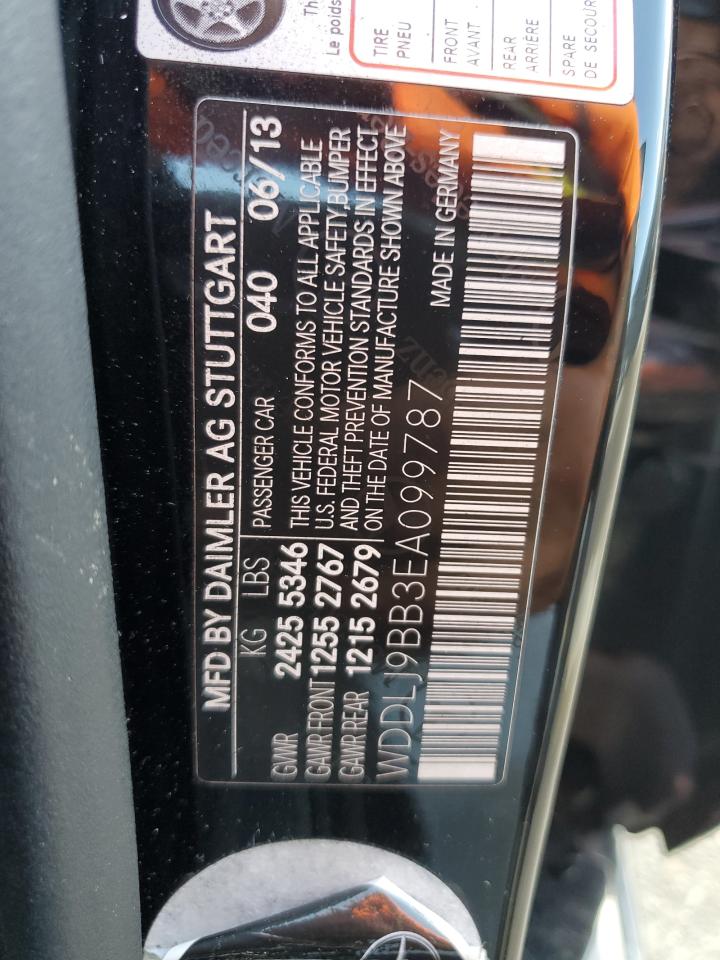 Th
Le poids
TIRE
PNEU
FRONT
AVANT
REAR
ARRIÈRE
SPARE
DE SECOUR
MFD BY DAIMLER AG STUTTGART
KG LBS PASSENGER CAR 040 06/13
GVWR 2425 5346 THIS VEHICLE CONFORMS TO ALL APPLICABLE
GAWR FRONT 1255 2767 U.S. FEDERAL MOTOR VEHICLE SAFETY,BUMPER
GAWR REAR 1215 2679 AND THEFT PREVENTION STANDARDS IN EFFECT
ON THE DATE OF MANUFACTURE SHOWN ABOVE
WDDLJ9BB3EA099787 MADE IN GERMANY